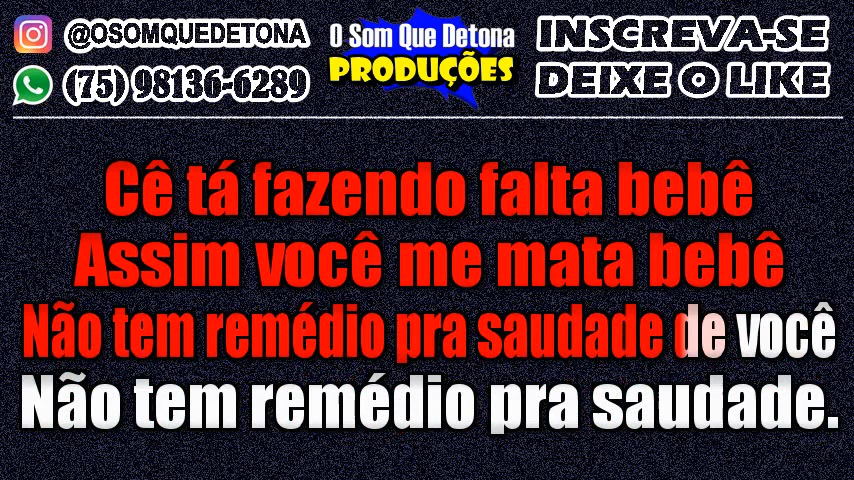 @OSOMQUEDETONA
(75) 98136-6289
O Som Que Detona
PRODUÇÕES
INSCREVA-SE
DEIXE O LIKE
Cê tá fazendo falta bebê
Assim você me mata bebê
Não tem remédio pra saudade de você
Não tem remédio pra saudade.